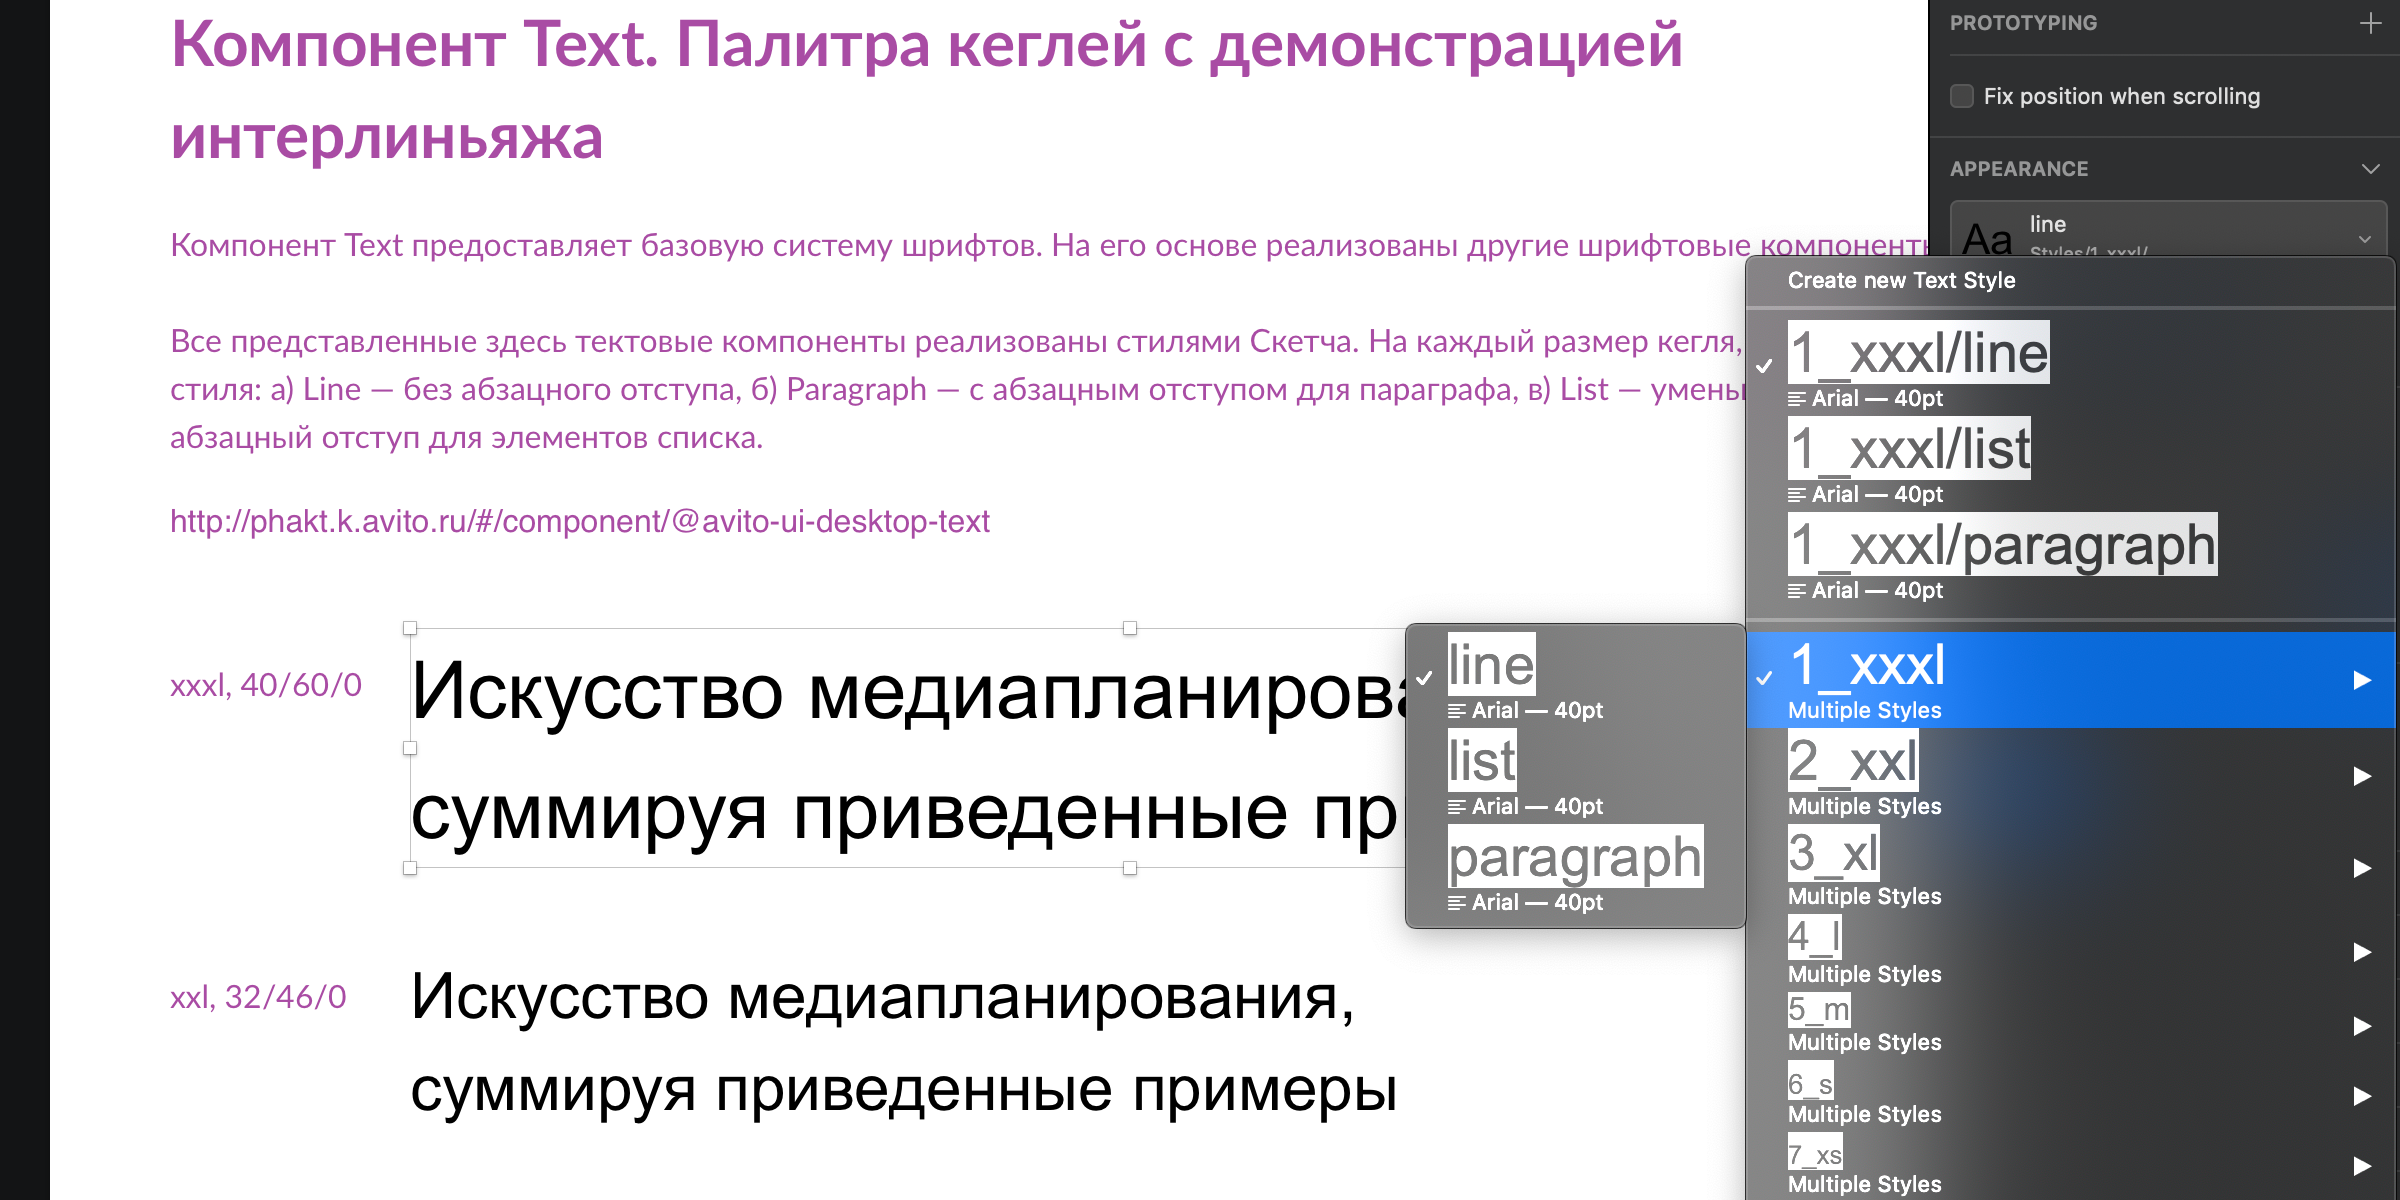 Компонент Text. Палитра кеглей с демонстрацией
интерлиньяжа
Компонент Text предоставляет базовую систему шрифтов. На его основе реализованы другие шрифтовые
Все представленные здесь тектовые компоненты реализованы стилями Скетча. На каждый размер кегля,
стиля: а) Line — без абзацного отступа, б) Paragraph — с абзацным отступом для параграфа, в) List —
абзацный отступ для элементов списка.
http://phakt.k.avito.ru/#/component/@avito-ui-desktop-text
xxxl, 40/60/0
Искусство
суммируя приведенные
xxl, 32/46/0
Искусство медиапланирования,
суммируя приведенные примеры
line
Arial — 40pt
list
Arial — 40pt
paragraph
Arial — 40pt
PROTOTYPING
Fix position when scrolling
APPEARANCE
Aa
line
Styles/1_xxxl/
Create new Text Style
1_xxxl/line
Arial — 40pt
1_xxxl/list
Arial — 40pt
1_xxxl/paragraph
Arial — 40pt
1_xxxl
Multiple Styles
2_xxl
Multiple Styles
3_xl
Multiple Styles
4_l
Multiple Styles
5_m
Multiple Styles
6_s
Multiple Styles
7_xs
Multiple Styles